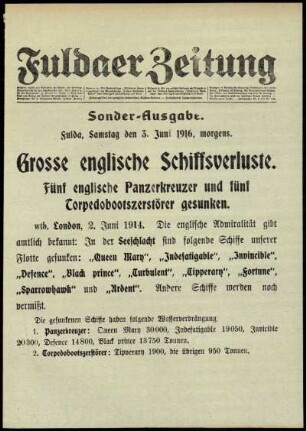 Fuldaer Zeitung
Sonder-Ausgabe.
Fulda, Samstag den 3. Juni 1916, morgens.
Grosse englische Schiffsverluste.
Fünf englische Panzerkreuzer und fünf
Torpedobootszerstörer gesunken.
wtb. London, 2. Juni 1914. Die englische Admiralität gibt
amtlich bekannt: In der Seeschlacht sind folgende Schiffe unserer
Flotte gesunken: „Queen Mary“, „Indefatigable“, „Invincible“,
„Defence“, „Black prince“, „Turbulent“, „Tipperary“, „Fortune“,
„Sparrowhawk“ und „Ardent“. Andere Schiffe werden noch
vermißt.
Die gesunkenen Schiffe haben folgende Wasserverdrängung
1. Panzerkreuzer: Queen Mary 30000, Indefatigable 19050, Invincible
20300, Defence 14800, Black prince 13750 Tonnen.
2. Torpedobootszerstörer: Tipverary 1900, die übrigen 950 Tonnen.